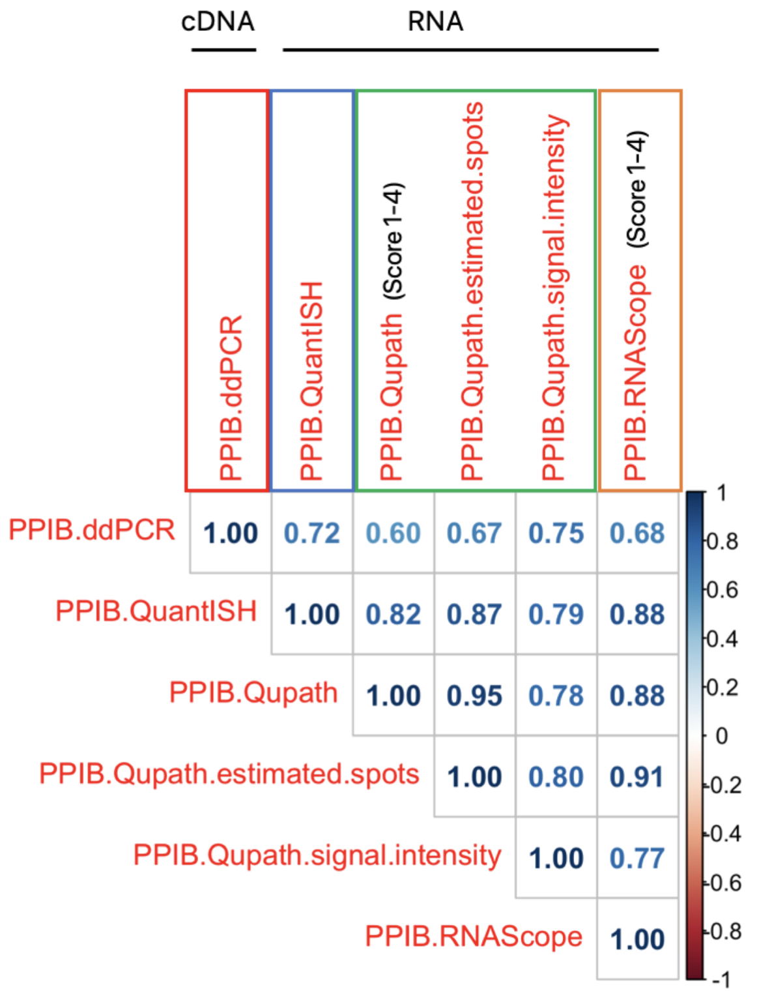 cDNA RNA
PPIB.ddPCR
PPIB.QuantISH
PPIB.Qupath (Score 1-4)
PPIB.Qupath.estimated.spots
PPIB.Qupath.signal.intensity
PPIB.RNAScope (Score 1-4)
PPIB.ddPCR 1.00 0.72 0.60 0.67 0.75 0.68
PPIB.QuantISH 1.00 0.82 0.87 0.79 0.88
PPIB.Qupath 1.00 0.95 0.78 0.88
PPIB.Qupath.estimated.spots 1.00 0.80 0.91
PPIB.Qupath.signal.intensity 1.00 0.77
PPIB.RNAScope 1.00
1
0.8
0.6
0.4
0.2
0
-0.2
-0.4
-0.6
-0.8
-1